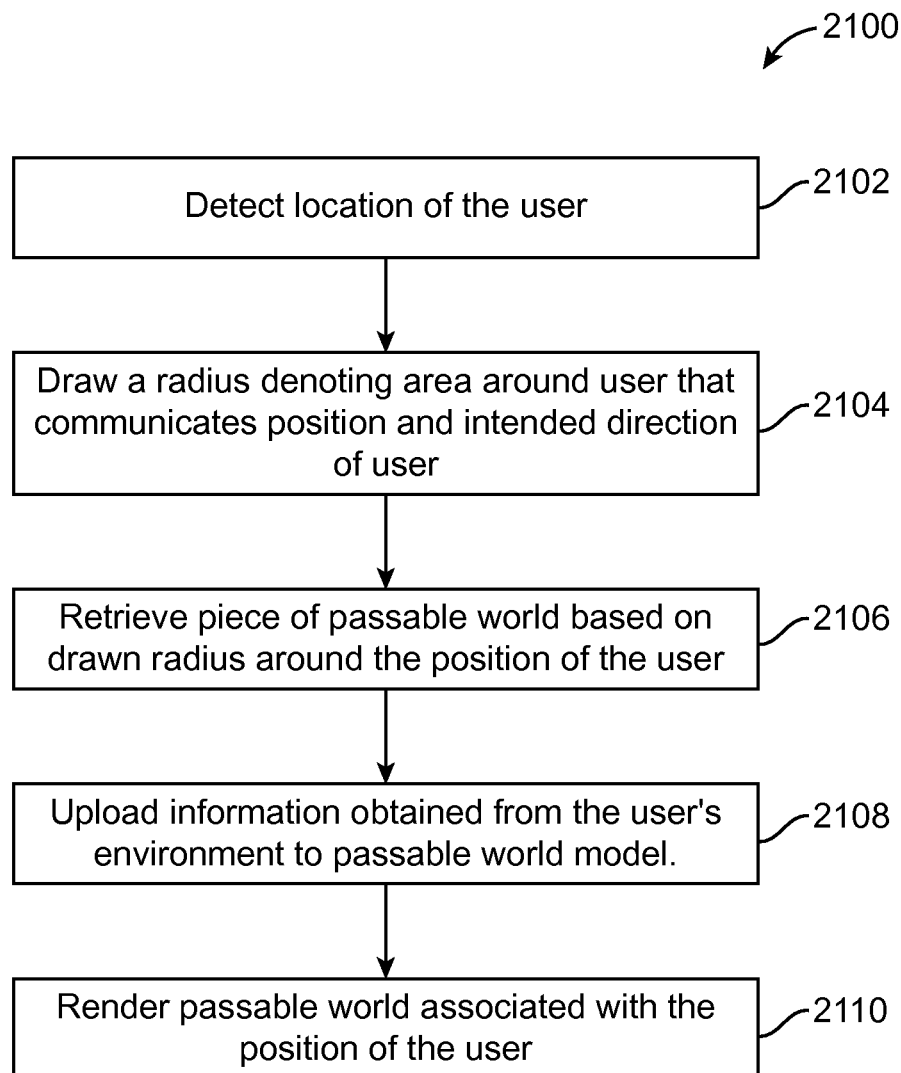 2100
Detect location of the user
2102
Draw a radius denoting area around user that
communicates position and intended direction
of user
2104
Retrieve piece of passable world based on
drawn radius around the position of the user
2106
Upload information obtained from the user's
environment to passable world model.
2108
Render passable world associated with the
position of the user
2110